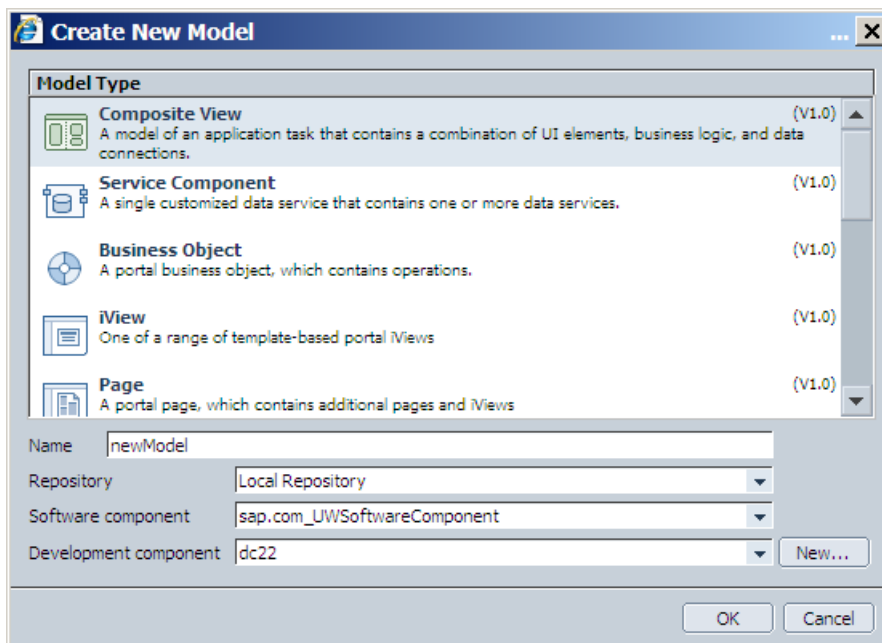 Create New Model
...
Model Type
Composite View (V1.0)
A model of an application task that contains a combination of UI elements, business logic, and data
connections.
Service Component (V1.0)
A single customized data service that contains one or more data services.
Business Object (V1.0)
A portal business object, which contains operations.
iView (V1.0)
One of a range of template-based portal iViews
Page (V1.0)
A portal page, which contains additional pages and iViews
Name newModel
Repository Local Repository
Software component sap.com_UWSoftwareComponent
Development component dc22 New...
OK Cancel